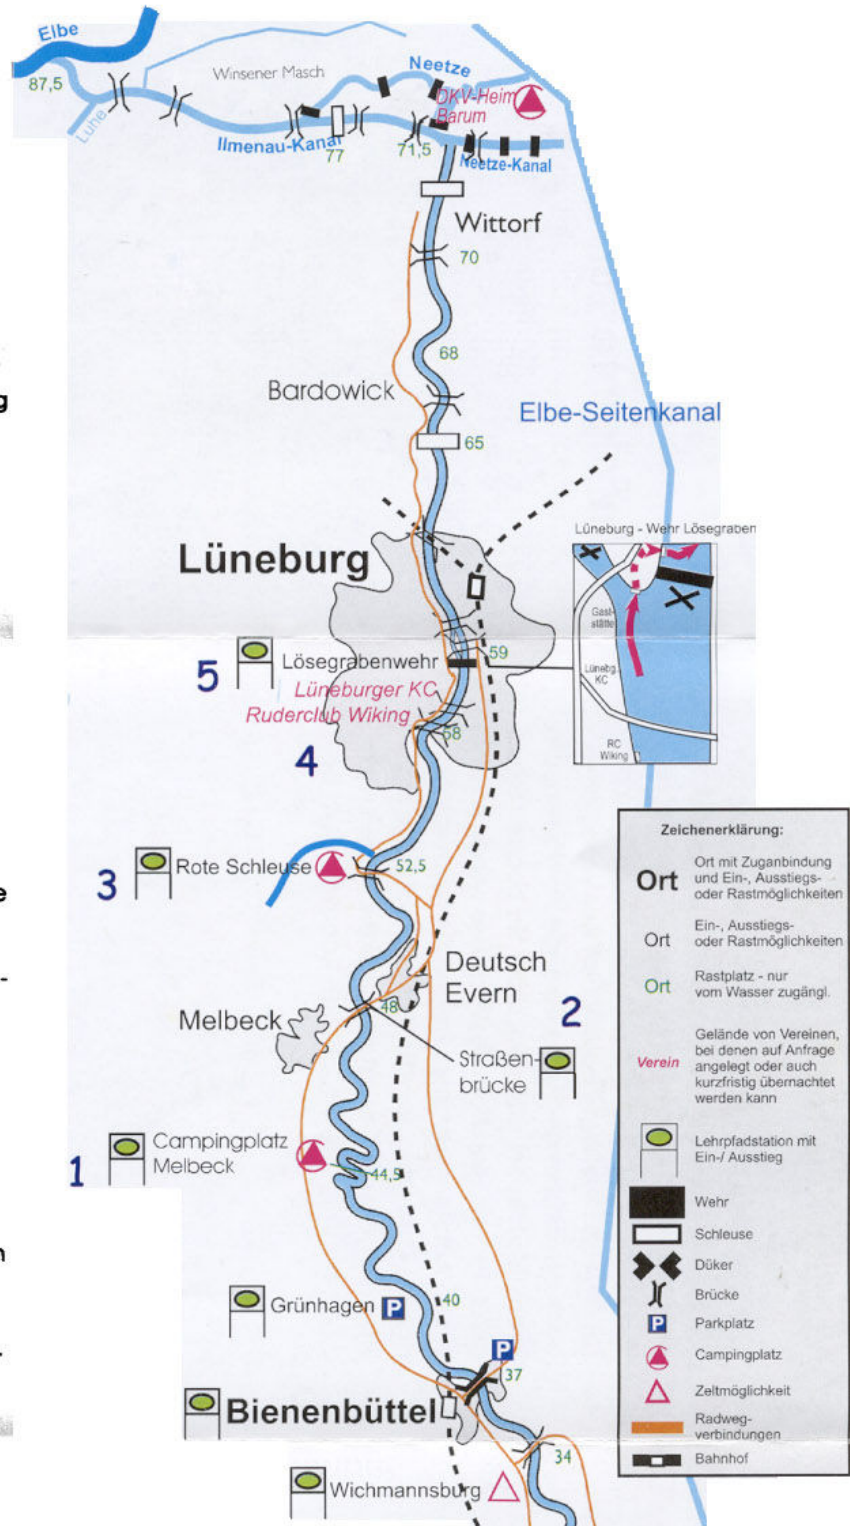 Elbe
87,5
Luhe
Winsener Masch
Neetze
DKV-Heim
Barum
Ilmenau-Kanal
77
71,5
Neetze-Kanal
Wittorf
70
68
Bardowick
g
Elbe-Seitenkanal
65
Lüneburg
Lüneburg - Wehr Lösegraben
Gast-
stätte
Lünebg.
KC
RC
Wiking
59
5
Lösegrabenwehr
Lüneburger KC
Ruderclub Wiking
58
4
3
Rote Schleuse
52,5
e
-
Deutsch
Evern
48
2
Melbeck
Straßen-
brücke
1
Campingplatz
Melbeck
44,5
n
Grünhagen
P
40
P
37
Bienenbüttel
34
Wichmannsburg
Zeichenerklärung:
Ort
Ort mit Zuganbindung
und Ein-, Ausstiegs-
oder Rastmöglichkeiten
Ort
Ein-, Ausstiegs-
oder Rastmöglichkeiten
Ort
Rastplatz - nur
vom Wasser zugängl.
Verein
Gelände von Vereinen,
bei denen auf Anfrage
angelegt oder auch
kurzfristig übernachtet
werden kann
Lehrpfadstation mit
Ein-/ Ausstieg
Wehr
Schleuse
Düker
Brücke
P
Parkplatz
Campingplatz
Zeltmöglichkeit
Radweg-
verbindungen
Bahnhof